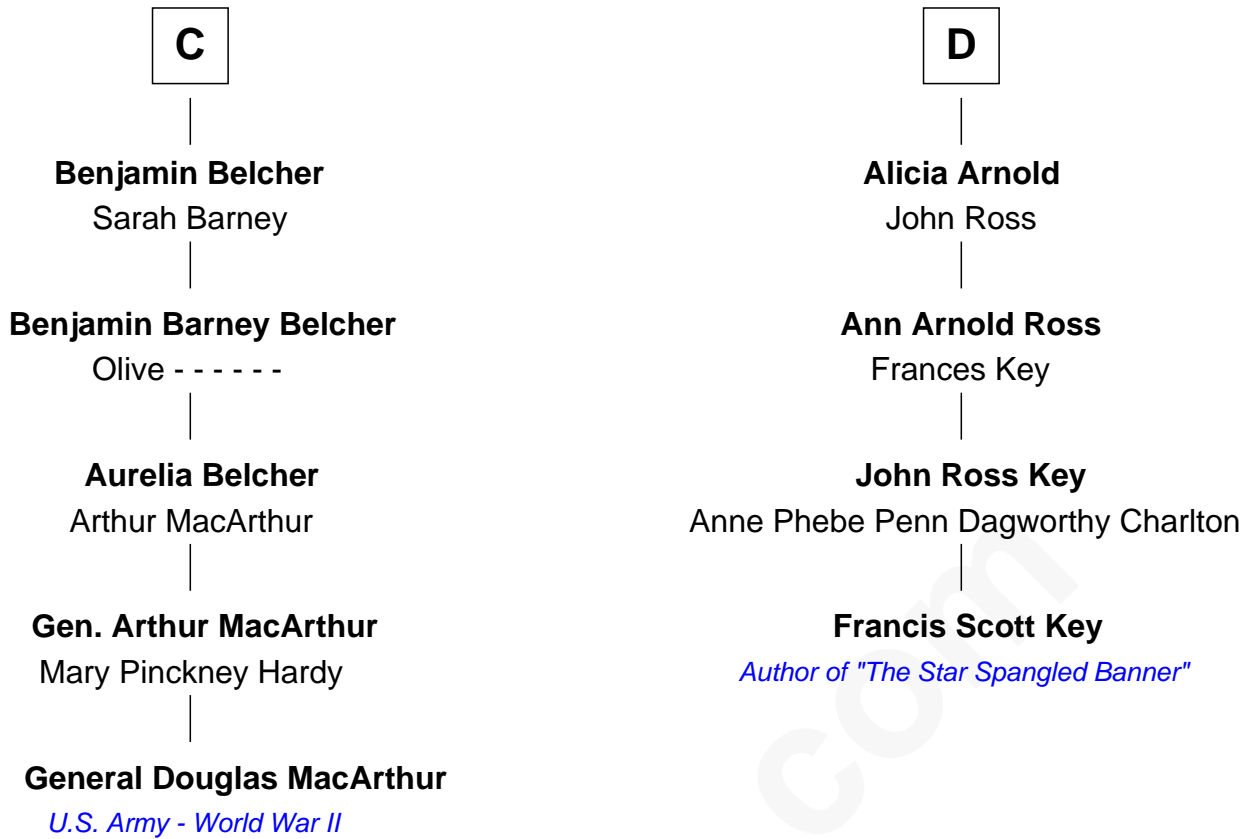 C
Benjamin Belcher
Sarah Barney
Benjamin Barney Belcher
Olive - - - - - -
Aurelia Belcher
Arthur MacArthur
Gen. Arthur MacArthur
Mary Pinckney Hardy
General Douglas MacArthur
U.S. Army - World War II
D
Alicia Arnold
John Ross
Ann Arnold Ross
Frances Key
John Ross Key
Anne Phebe Penn Dagworthy Charlton
Francis Scott Key
Author of "The Star Spangled Banner"
com